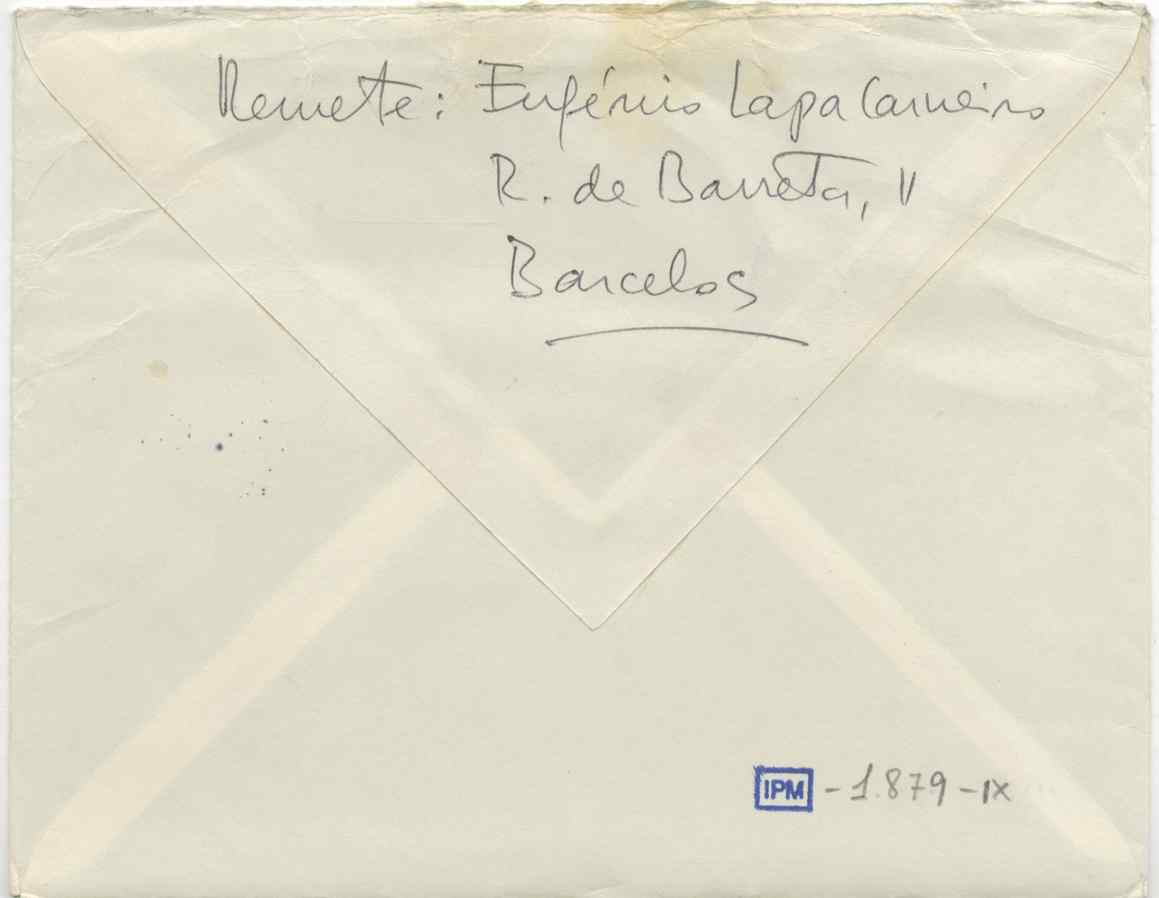 Remete: Eugénio Lapa Carneiro
R. de Barreta, 11
Barcelos
IPM - 1.879 - IX